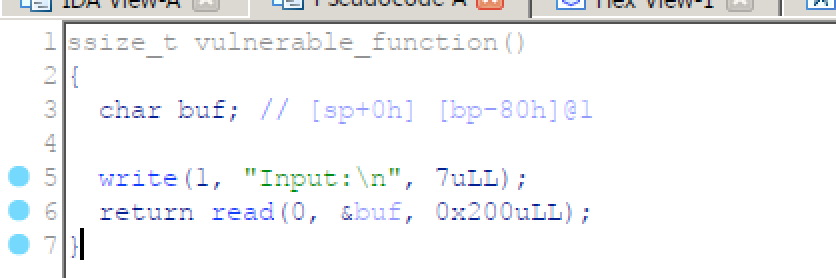 IDA View-A Pseudocode-A Hex View-1
1 ssize_t vulnerable_function()
2 {
3 char buf; // [sp+0h] [bp-80h]@1
4
5 write(1, "Input:\n", 7uLL);
6 return read(0, &buf, 0x200uLL);
7 }